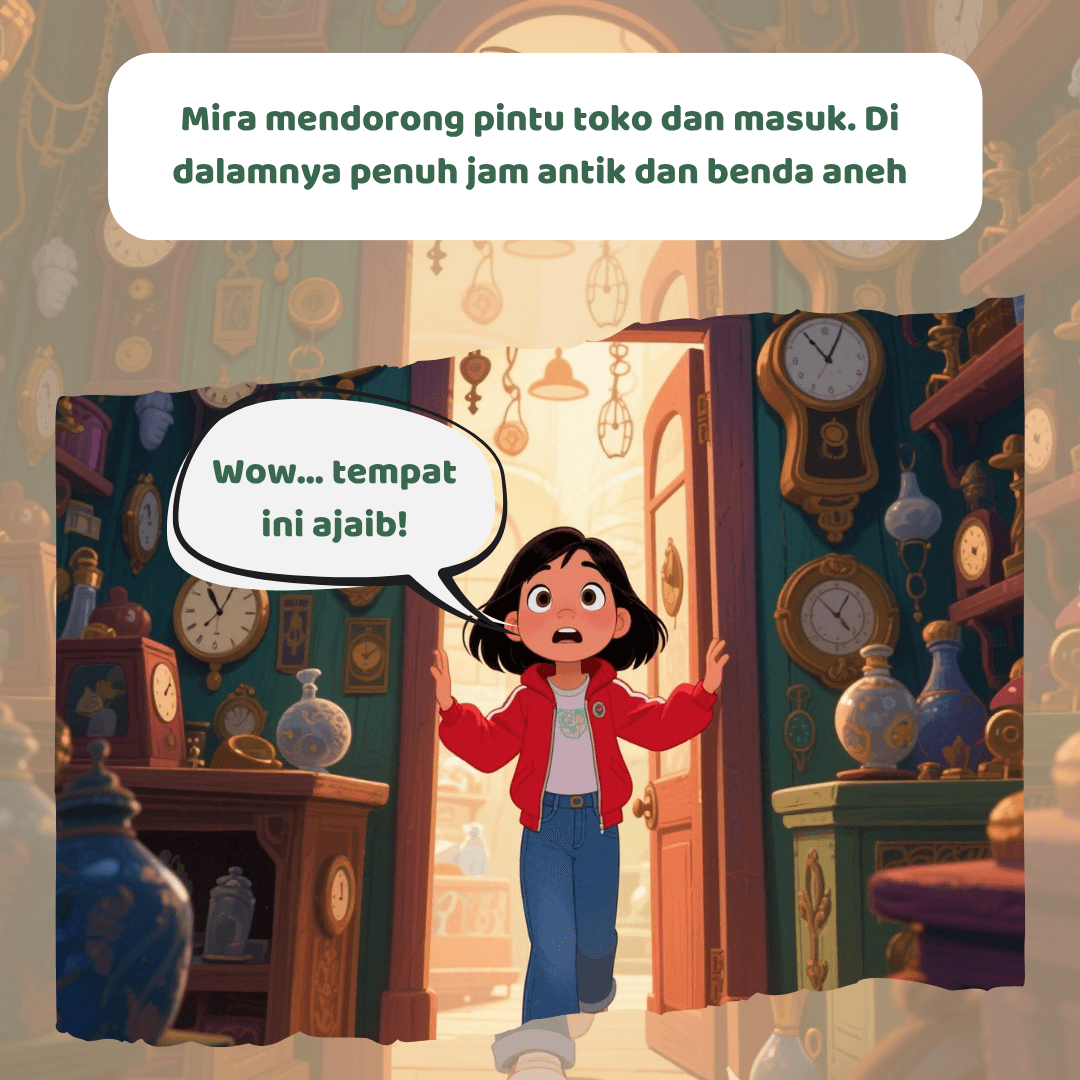 Mira mendorong pintu toko dan masuk. Di
dalamnya penuh jam antik dan benda aneh
Wow... tempat
ini ajaib!